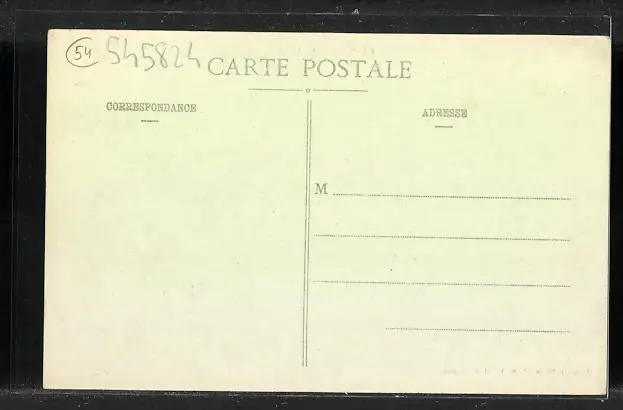 54 545824 CARTE POSTALE
CORRESPONDANCE
ADRESSE
M